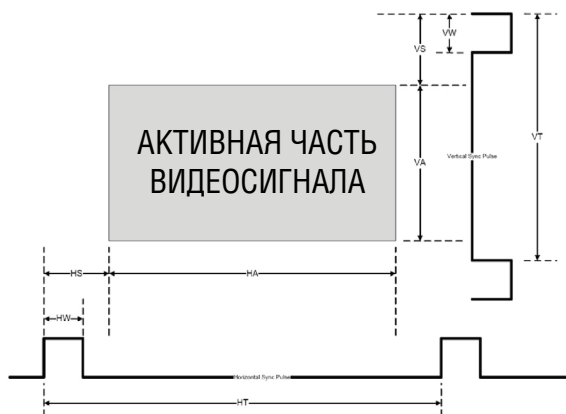 VW
VS
АКТИВНАЯ ЧАСТЬ
ВИДЕОСИГНАЛА
VA
VT
Vertical Sync Pulse
HS
HA
HW
Horizontal Sync Pulse
HT